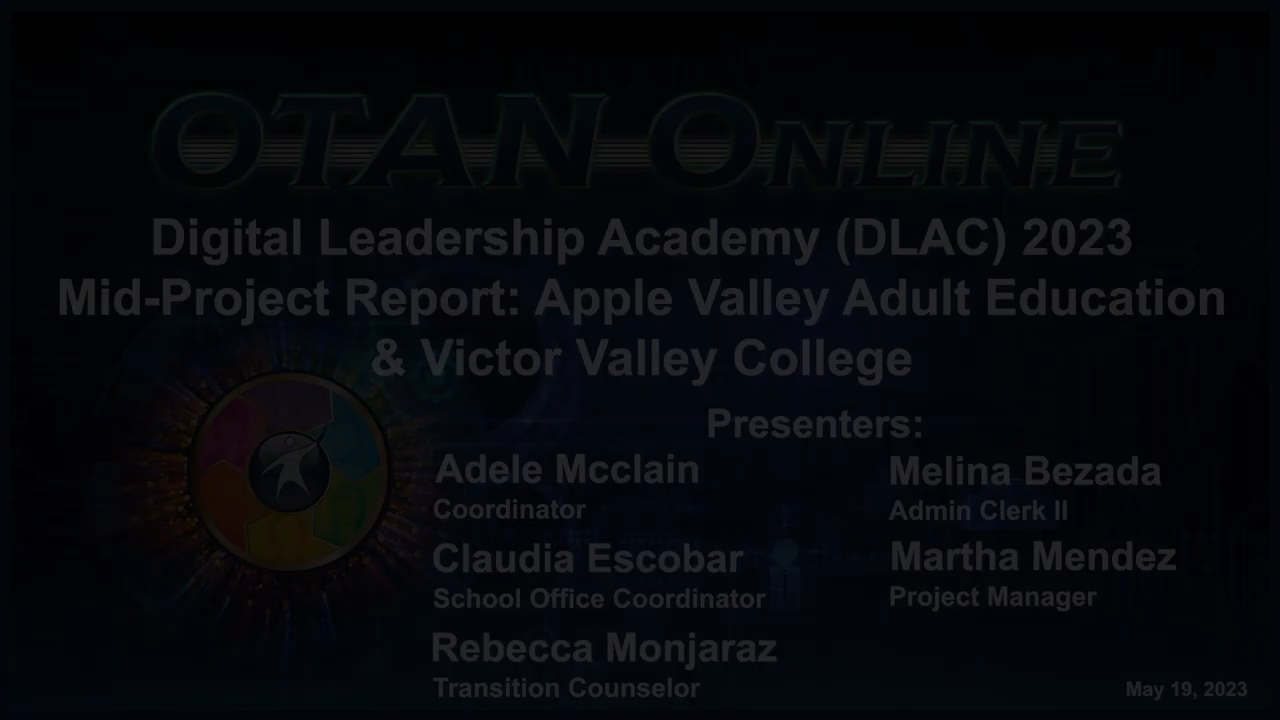 OTAN ONLINE
Digital Leadership Academy (DLAC) 2023
Mid-Project Report: Apple Valley Adult Education
& Victor Valley College
Presenters:
Adele Mcclain
Coordinator
Claudia Escobar
School Office Coordinator
Rebecca Monjaraz
Transition Counselor
Melina Bezada
Admin Clerk II
Martha Mendez
Project Manager
May 19, 2023